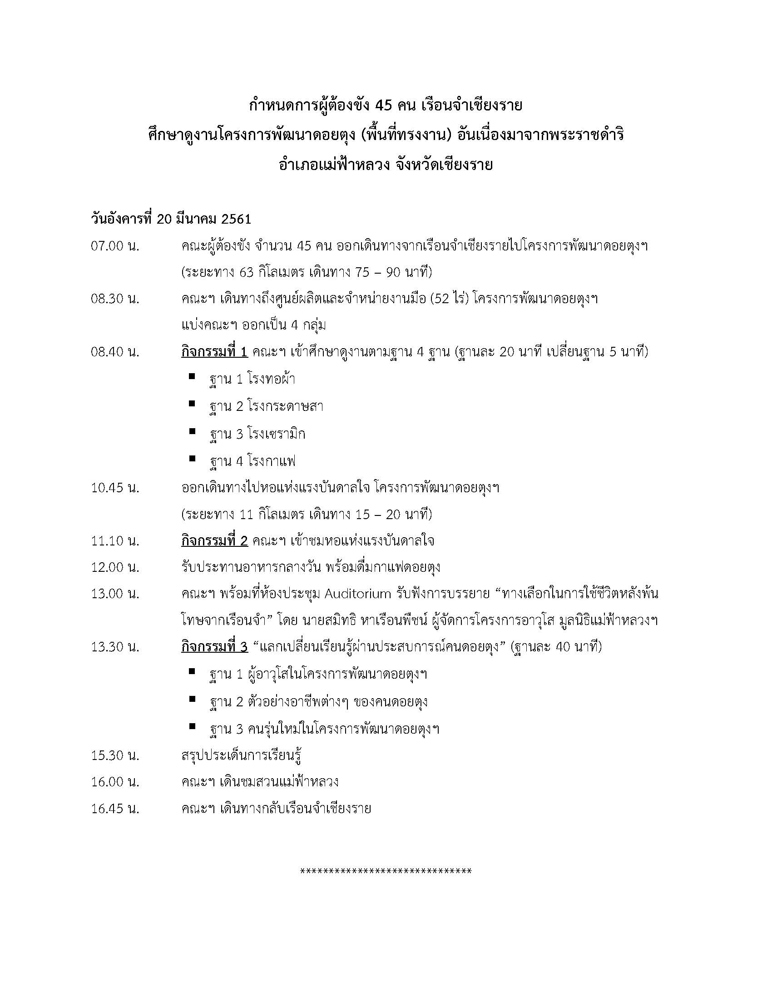 กำหนดการผู้ต้องขัง 45 คน เรือนจำเชียงราย
ศึกษาดูงานโครงการพัฒนาดอยตุง (พื้นที่ทรงงาน) อันเนื่องมาจากพระราชดำริ
อำเภอแม่ฟ้าหลวง จังหวัดเชียงราย
วันอังคารที่ 20 มีนาคม 2561
07.00 น. คณะผู้ต้องขัง จำนวน 45 คน ออกเดินทางจากเรือนจำเชียงรายไปโครงการพัฒนาดอยตุงฯ
(ระยะทาง 63 กิโลเมตร เดินทาง 75 – 90 นาที)
08.30 น. คณะฯ เดินทางถึงศูนย์ผลิตและจำหน่ายงานมือ (52 ไร่) โครงการพัฒนาดอยตุงฯ
แบ่งคณะฯ ออกเป็น 4 กลุ่ม
08.40 น. กิจกรรมที่ 1 คณะฯ เข้าศึกษาดูงานตามฐาน 4 ฐาน (ฐานละ 20 นาที เปลี่ยนฐาน 5 นาที)
▪ ฐาน 1 โรงทอผ้า
▪ ฐาน 2 โรงกระดาษสา
▪ ฐาน 3 โรงเซรามิก
▪ ฐาน 4 โรงกาแฟ
10.45 น. ออกเดินทางไปหอแห่งแรงบันดาลใจ โครงการพัฒนาดอยตุงฯ
(ระยะทาง 11 กิโลเมตร เดินทาง 15 – 20 นาที)
11.10 น. กิจกรรมที่ 2 คณะฯ เข้าชมหอแห่งแรงบันดาลใจ
12.00 น. รับประทานอาหารกลางวัน พร้อมดื่มกาแฟดอยตุง
13.00 น. คณะฯ พร้อมที่ห้องประชุม Auditorium รับฟังการบรรยาย “ทางเลือกในการใช้ชีวิตหลังพ้น
โทษจากเรือนจำ” โดย นายสมิทธิ หาเรือนพืชน์ ผู้จัดการโครงการอาวุโส มูลนิธิแม่ฟ้าหลวงฯ
13.30 น. กิจกรรมที่ 3 “แลกเปลี่ยนเรียนรู้ผ่านประสบการณ์คนดอยตุง” (ฐานละ 40 นาที)
▪ ฐาน 1 ผู้อาวุโสในโครงการพัฒนาดอยตุงฯ
▪ ฐาน 2 ตัวอย่างอาชีพต่างๆ ของคนดอยตุง
▪ ฐาน 3 คนรุ่นใหม่ในโครงการพัฒนาดอยตุงฯ
15.30 น. สรุปประเด็นการเรียนรู้
16.00 น. คณะฯ เดินชมสวนแม่ฟ้าหลวง
16.45 น. คณะฯ เดินทางกลับเรือนจำเชียงราย
******************************